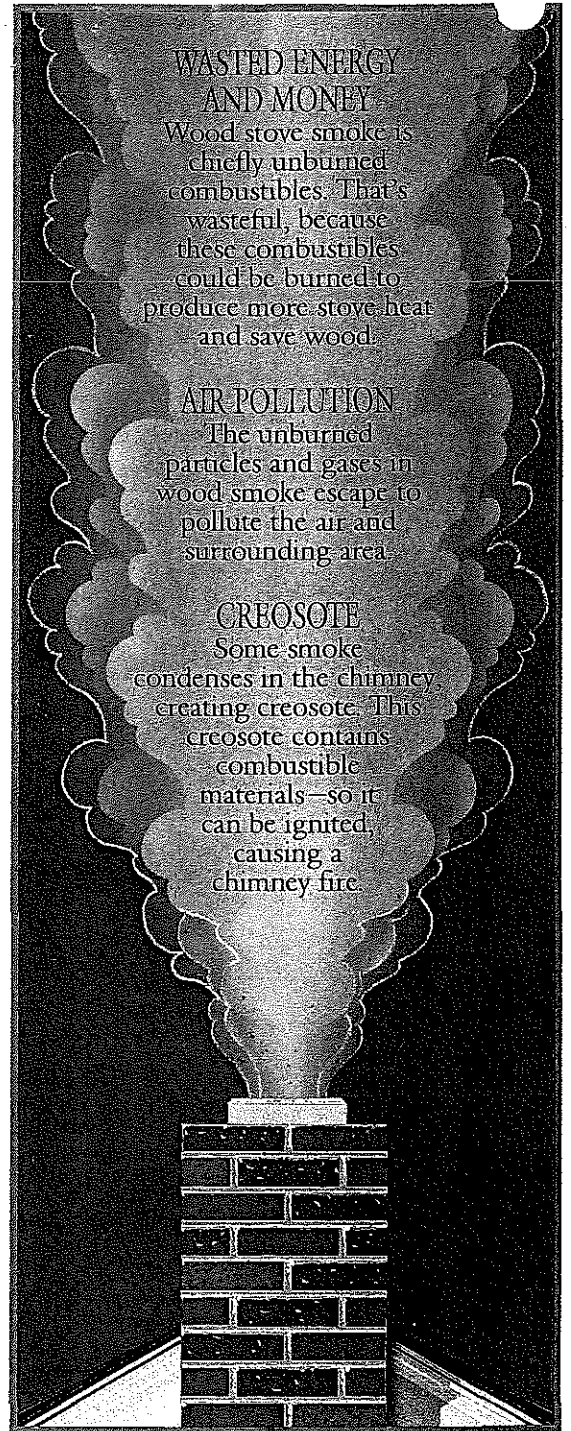 WASTED ENERGY
AND MONEY
Wood stove smoke is
chiefly unburned
combustibles. That's
wasteful, because
these combustibles
could be burned to
produce more stove heat
and save wood.
AIR POLLUTION
The unburned
particles and gases in
wood smoke escape to
pollute the air and
surrounding area.
CREOSOTE
Some smoke
condenses in the chimney,
creating creosote. This
creosote contains
combustible
materials—so it
can be ignited,
causing a
chimney fire.